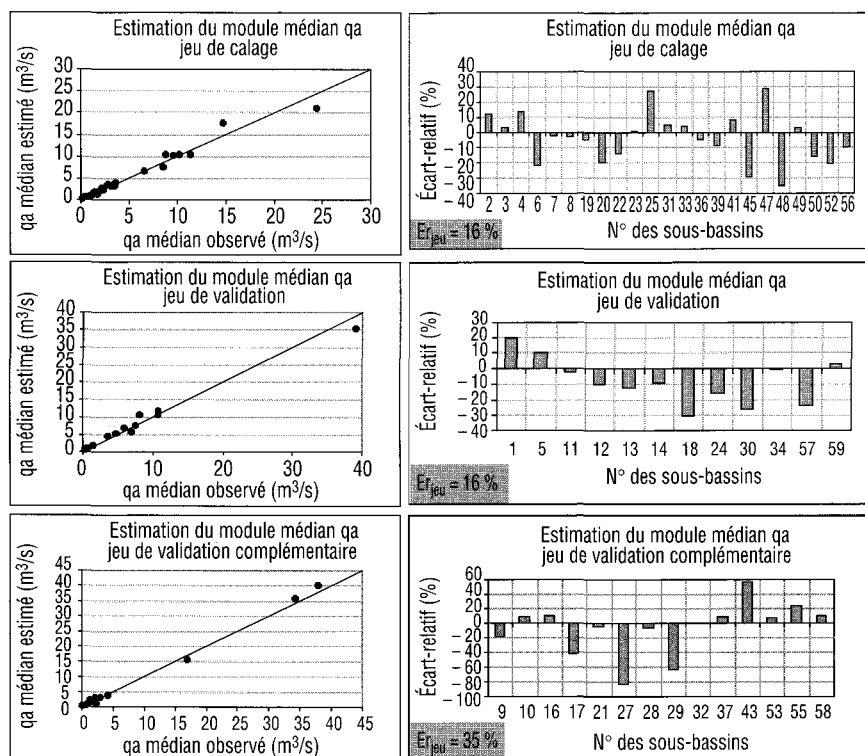 Estimation du module médian qa
jeu de calage
qa médian estimé (m³/s)
30
25
20
15
10
5
0
0 5 10 15 20 25 30
qa médian observé (m³/s)
Estimation du module médian qa
jeu de calage
Écart-relatif (%)
40
30
20
10
0
– 10
– 20
– 30
– 40
2 3 4 6 7 8 19 20 22 23 25 31 33 36 39 41 45 47 48 49 50 52 56
Er jeu = 16 %
N° des sous-bassins
Estimation du module médian qa
jeu de validation
qa médian estimé (m³/s)
40
35
30
25
20
15
10
5
0
0 10 20 30 40
qa médian observé (m³/s)
Estimation du module médian qa
jeu de validation
Écart-relatif (%)
30
20
10
0
– 10
– 20
– 30
– 40
1 5 11 12 13 14 18 24 30 34 57 59
Er jeu = 16 %
N° des sous-bassins
Estimation du module médian qa
jeu de validation complémentaire
qa médian estimé (m³/s)
45
40
35
30
25
20
15
10
5
0
0 5 10 15 20 25 30 35 40 45
qa médian observé (m³/s)
Estimation du module médian qa
jeu de validation complémentaire
Écart-relatif (%)
60
40
20
0
– 20
– 40
– 60
– 80
– 100
9 10 16 17 21 27 28 29 32 37 43 53 55 58
Er jeu = 35 %
N° des sous-bassins